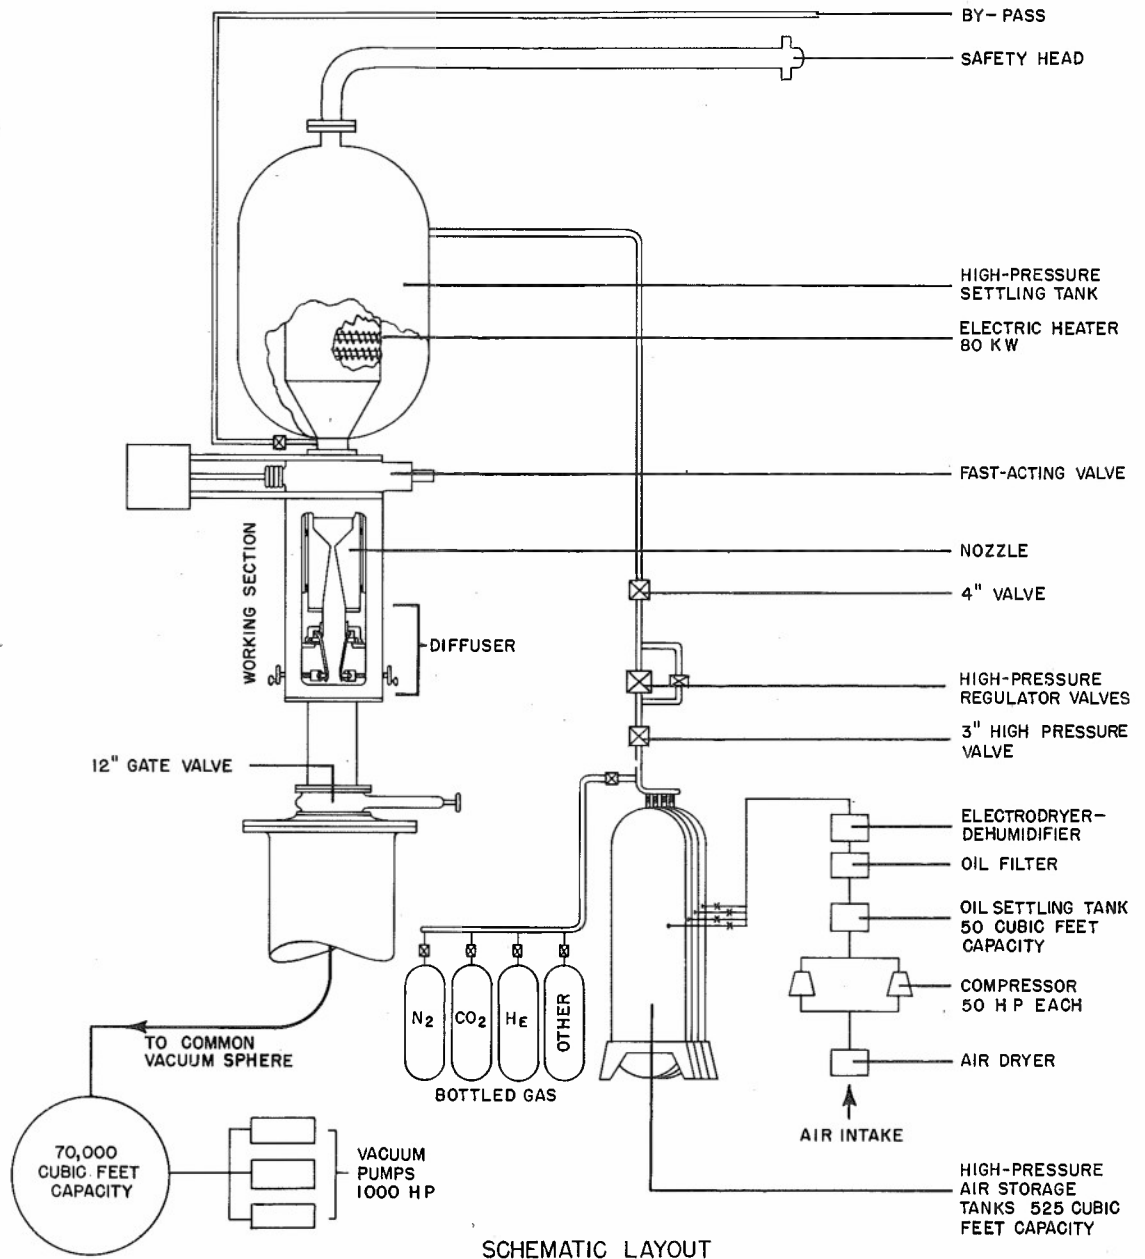 BY-PASS
SAFETY HEAD
HIGH-PRESSURE
SETTLING TANK
ELECTRIC HEATER
80 KW
FAST-ACTING VALVE
WORKING SECTION
NOZZLE
4" VALVE
DIFFUSER
HIGH-PRESSURE
REGULATOR VALVES
3" HIGH PRESSURE
VALVE
12" GATE VALVE
ELECTRODRYER-
DEHUMIDIFIER
OIL FILTER
OIL SETTLING TANK
50 CUBIC FEET
CAPACITY
COMPRESSOR
50 HP EACH
N2
CO2
HE
OTHER
BOTTLED GAS
TO COMMON
VACUUM SPHERE
AIR DRYER
AIR INTAKE
70,000
CUBIC FEET
CAPACITY
VACUUM
PUMPS
1000 HP
HIGH-PRESSURE
AIR STORAGE
TANKS 525 CUBIC
FEET CAPACITY
SCHEMATIC LAYOUT